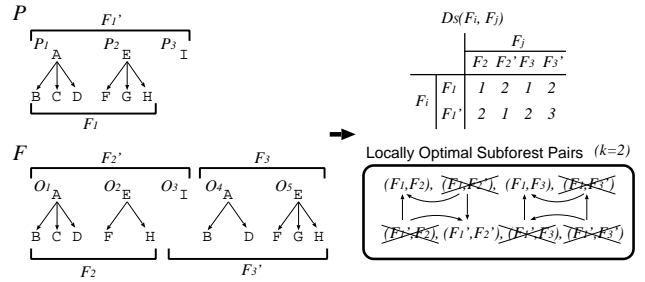 P
F1'
P1 P2 P3
A E I
B C D F G H
F1
F
F2' F3
O1 O2 O3 O4 O5
A E I A E
B C D F H B D F G H
F2 F3'
DS(Fi, Fj)
Fj
F2 F2' F3 F3'
Fi F1 1 2 1 2
F1' 2 1 2 3
Locally Optimal Subforest Pairs (k=2)
(F1,F2), (F1,F2'), (F1,F3), (F1,F3')
(F1',F2), (F1',F2'), (F1',F3), (F1',F3')